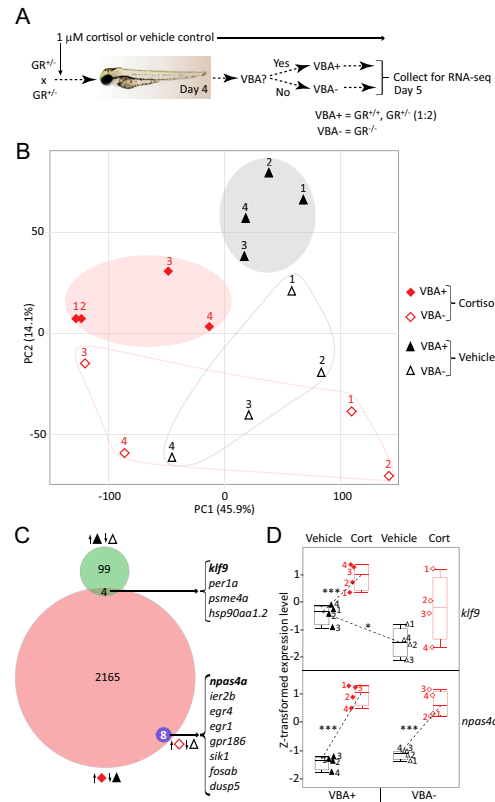 A
1 µM cortisol or vehicle control
GR+/-
x
GR+/-
Day 4
VBA?
Yes
No
VBA+
VBA-
Collect for RNA-seq
Day 5
VBA+ = GR+/+, GR+/- (1:2)
VBA- = GR-/-
B
PC2 (14.1%)
50
0
-50
2
1
4
3
3
12
4
1
3
2
1
3
4
4
2
-100
0
100
PC1 (45.9%)
VBA+
VBA-
Cortiso
VBA+
VBA-
Vehicle
C
99
4
2165
8
klf9
per1a
psme4a
hsp90aa1.2
npas4a
ier2b
egr4
egr1
gpr186
sik1
fosab
dusp5
D
Vehicle Cort Vehicle Cort
Z-transformed expression level
1
0
-1
-2
***
*
klf9
1
0
-1
-2
***
***
npas4a
VBA+ VBA-